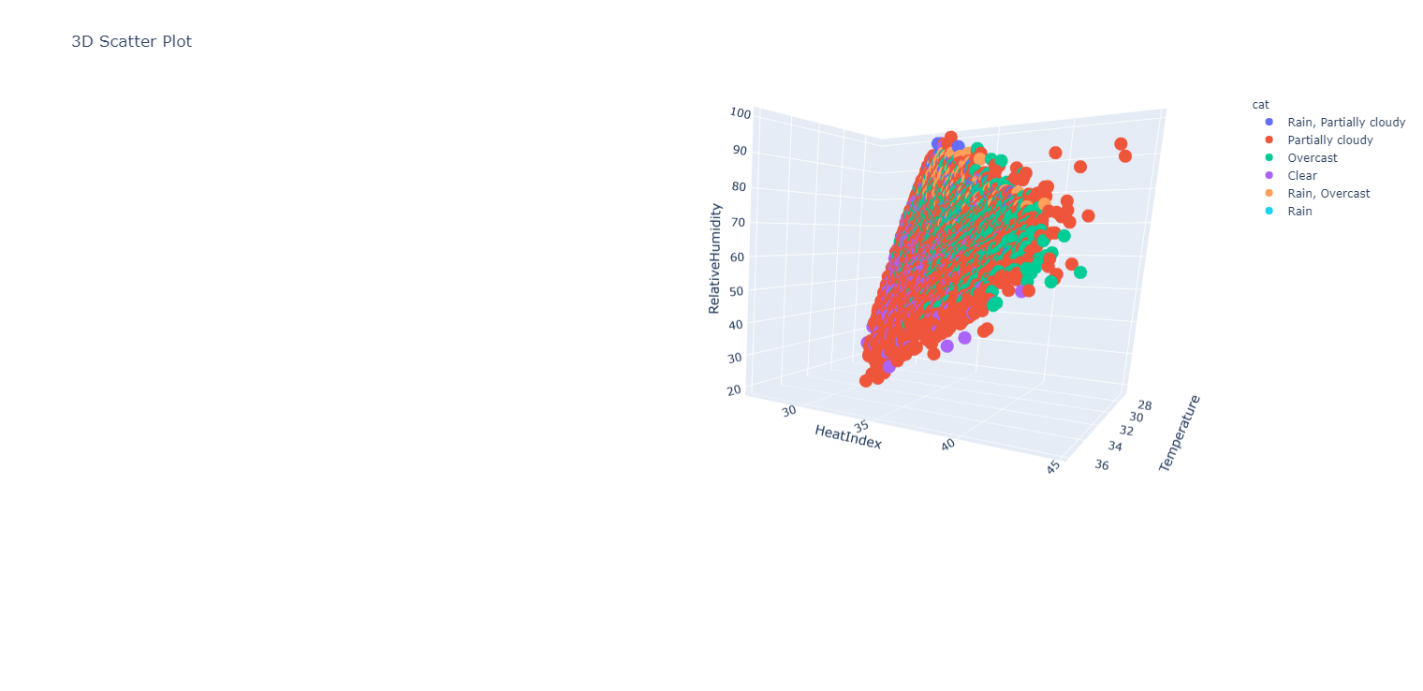 3D Scatter Plot
cat
Rain, Partially cloudy
Partially cloudy
Overcast
Clear
Rain, Overcast
Rain
100
90
80
70
60
50
40
30
20
RelativeHumidity
30
35
40
45
HeatIndex
28
30
32
34
36
Temperature